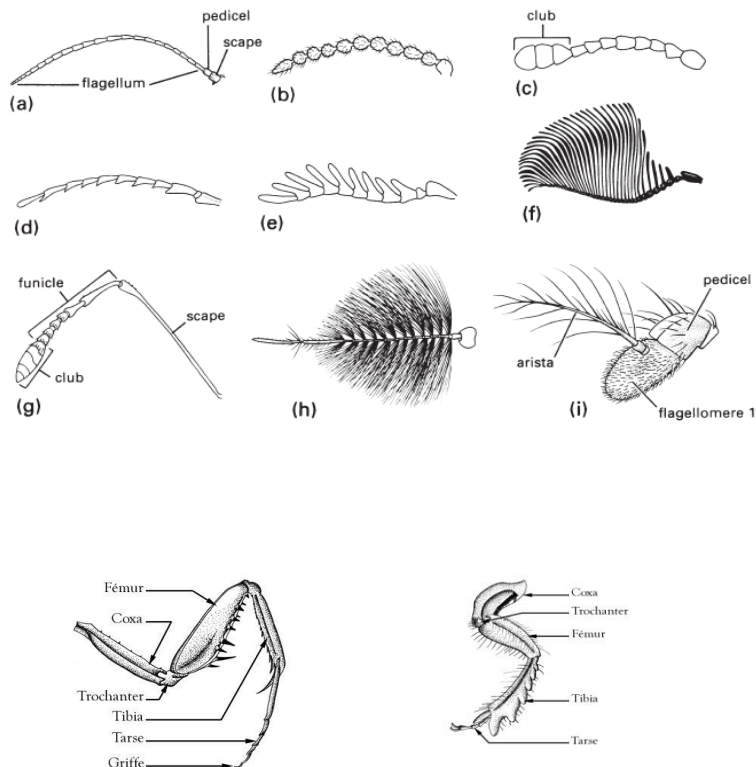 pedicel
scape
flagellum
(a)
(b)
club
(c)
(d)
(e)
(f)
funicle
scape
club
(g)
(h)
pedicel
arista
flagellomere 1
(i)
Fémur
Coxa
Trochanter
Tibia
Tarse
Griffe
Coxa
Trochanter
Fémur
Tibia
Tarse